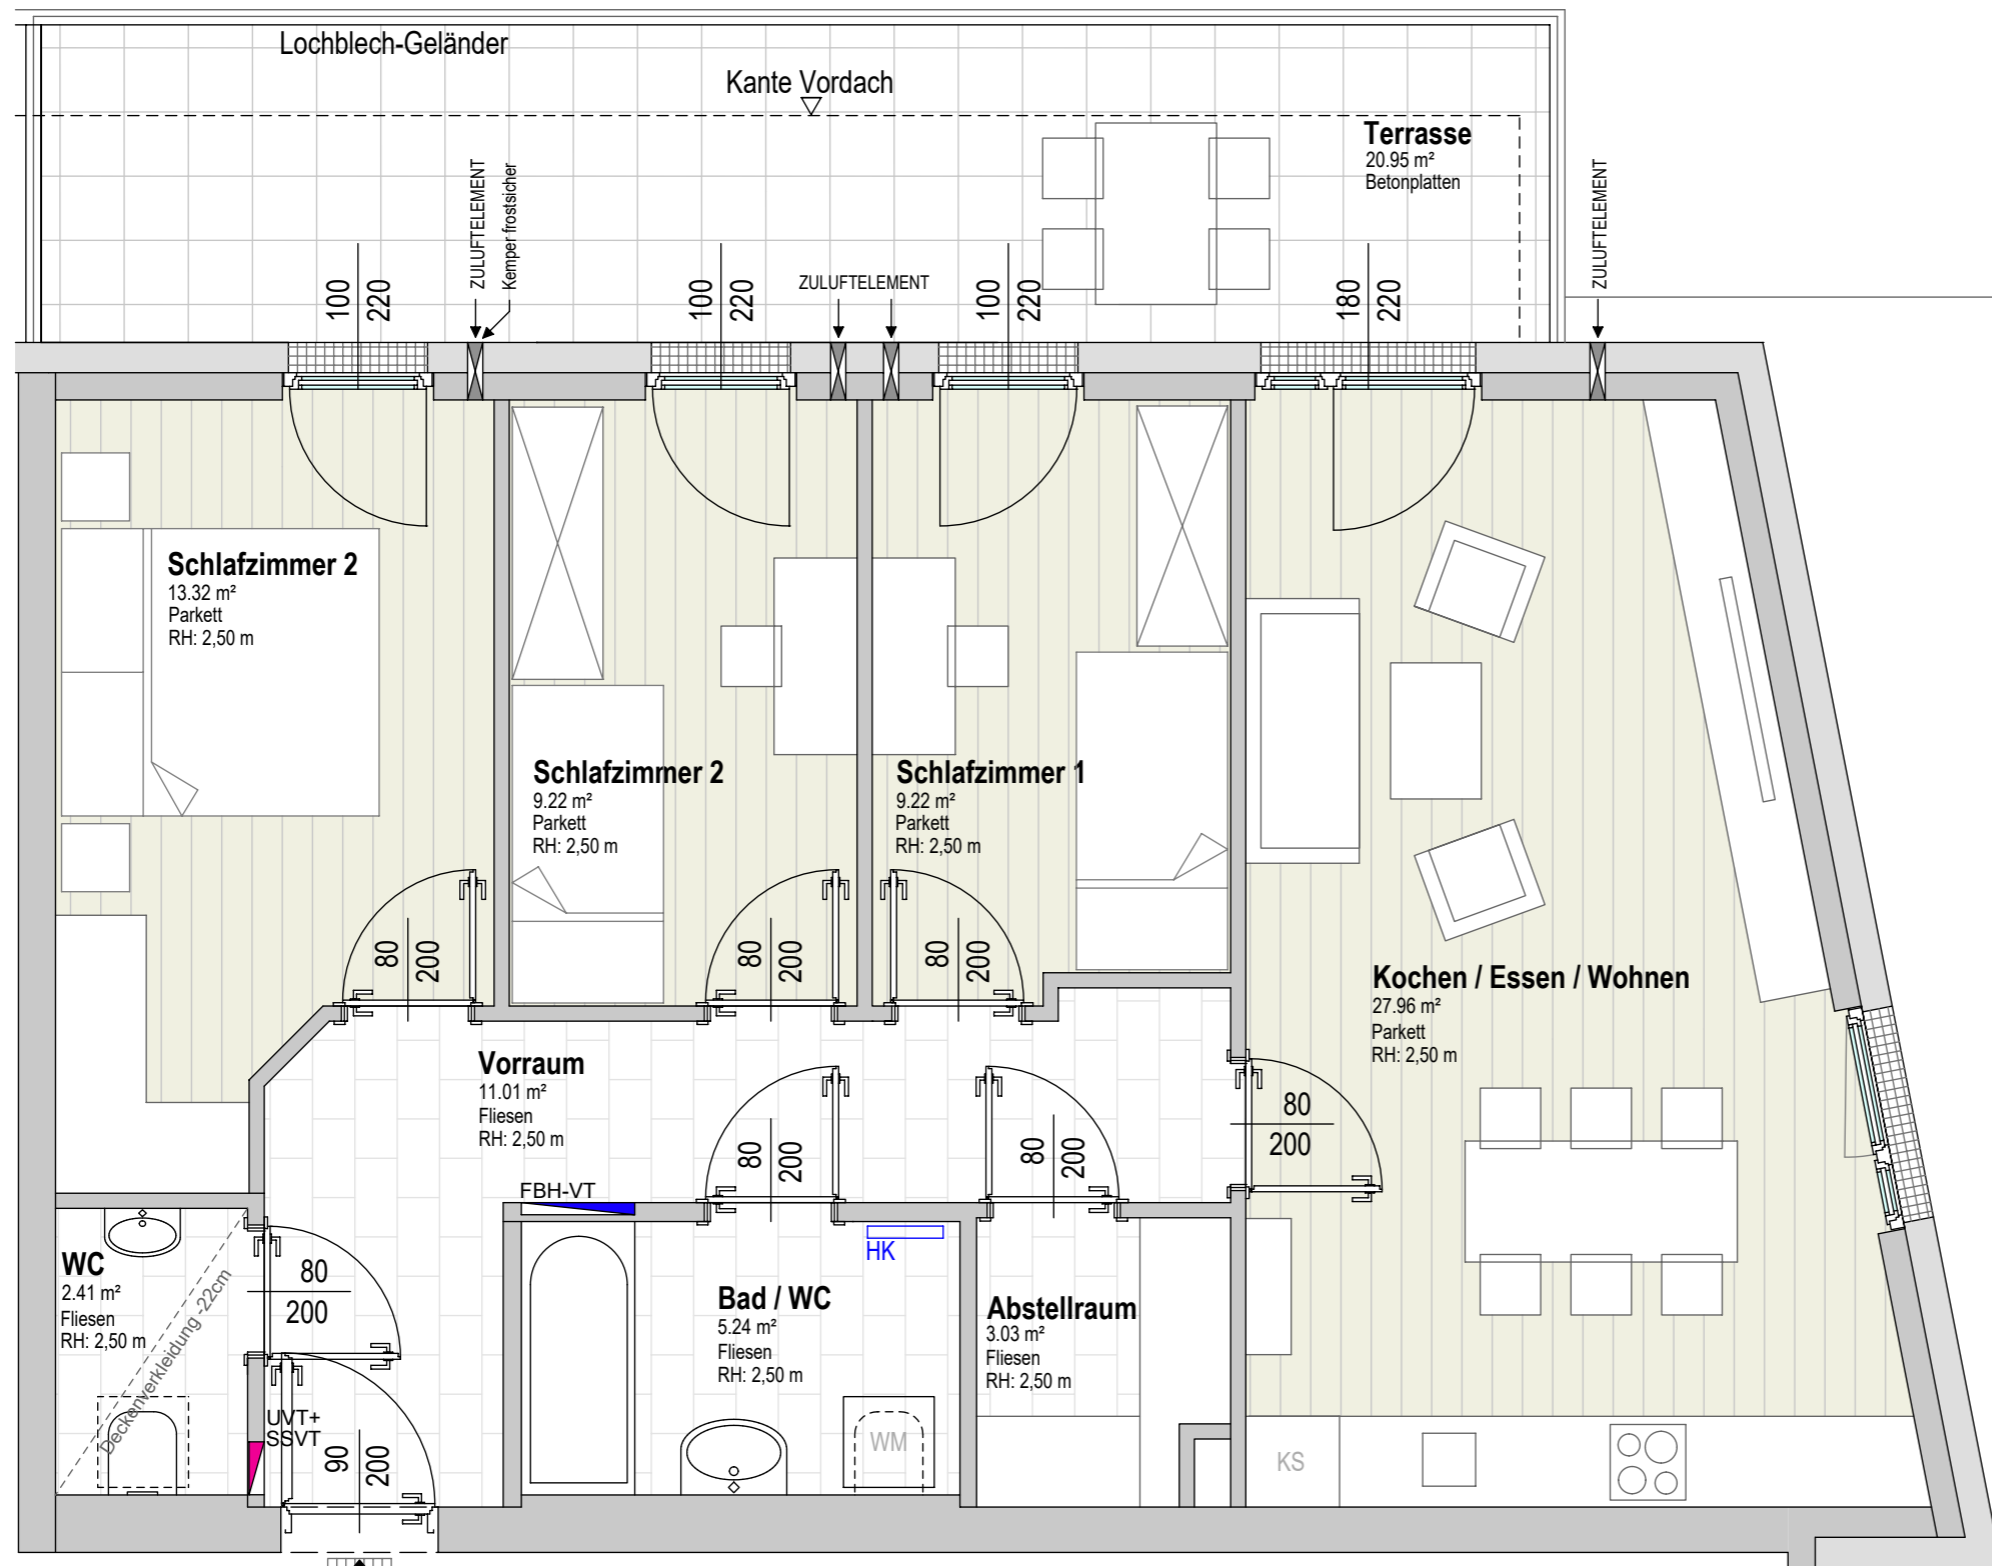 Lochblech-Geländer
Kante Vordach
Terrasse
20.95 m²
Betonplatten
ZULUFTELEMENT
Kemper frostsicher
ZULUFTELEMENT
ZULUFTELEMENT
100
220
100
220
100
220
180
220
Schlafzimmer 2
13.32 m²
Parkett
RH: 2,50 m
Schlafzimmer 2
9.22 m²
Parkett
RH: 2,50 m
Schlafzimmer 1
9.22 m²
Parkett
RH: 2,50 m
80
200
80
200
80
200
Kochen / Essen / Wohnen
27.96 m²
Parkett
RH: 2,50 m
Vorraum
11.01 m²
Fliesen
RH: 2,50 m
80
200
80
200
80
200
FBH-VT
HK
WC
2.41 m²
Fliesen
RH: 2,50 m
Deckenverkleidung -22cm
80
200
Bad / WC
5.24 m²
Fliesen
RH: 2,50 m
Abstellraum
3.03 m²
Fliesen
RH: 2,50 m
UVT+
SSVT
90
200
WM
KS